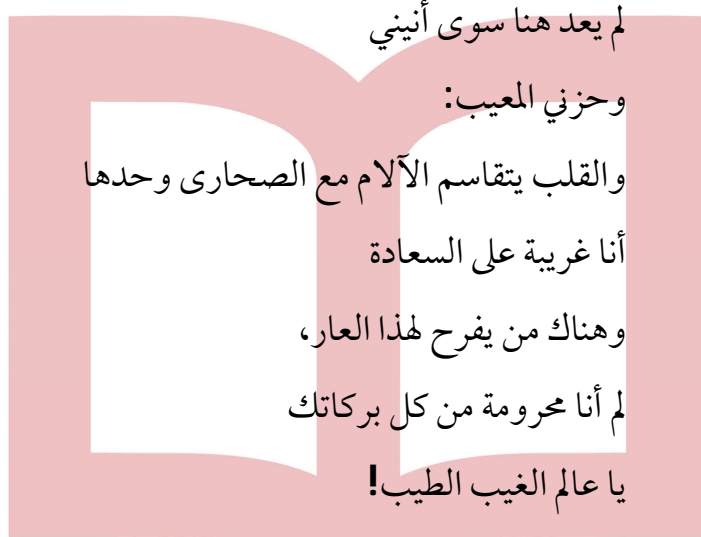 لم يعد هنا سوى أنيني
وحزني المعيب:
والقلب يتقاسم الآلام مع الصحارى وحدها
أنا غريبة على السعادة
وهناك من يفرح لهذا العار،
لم أنا محرومة من كل بركاتك
يا عالم الغيب الطيب!